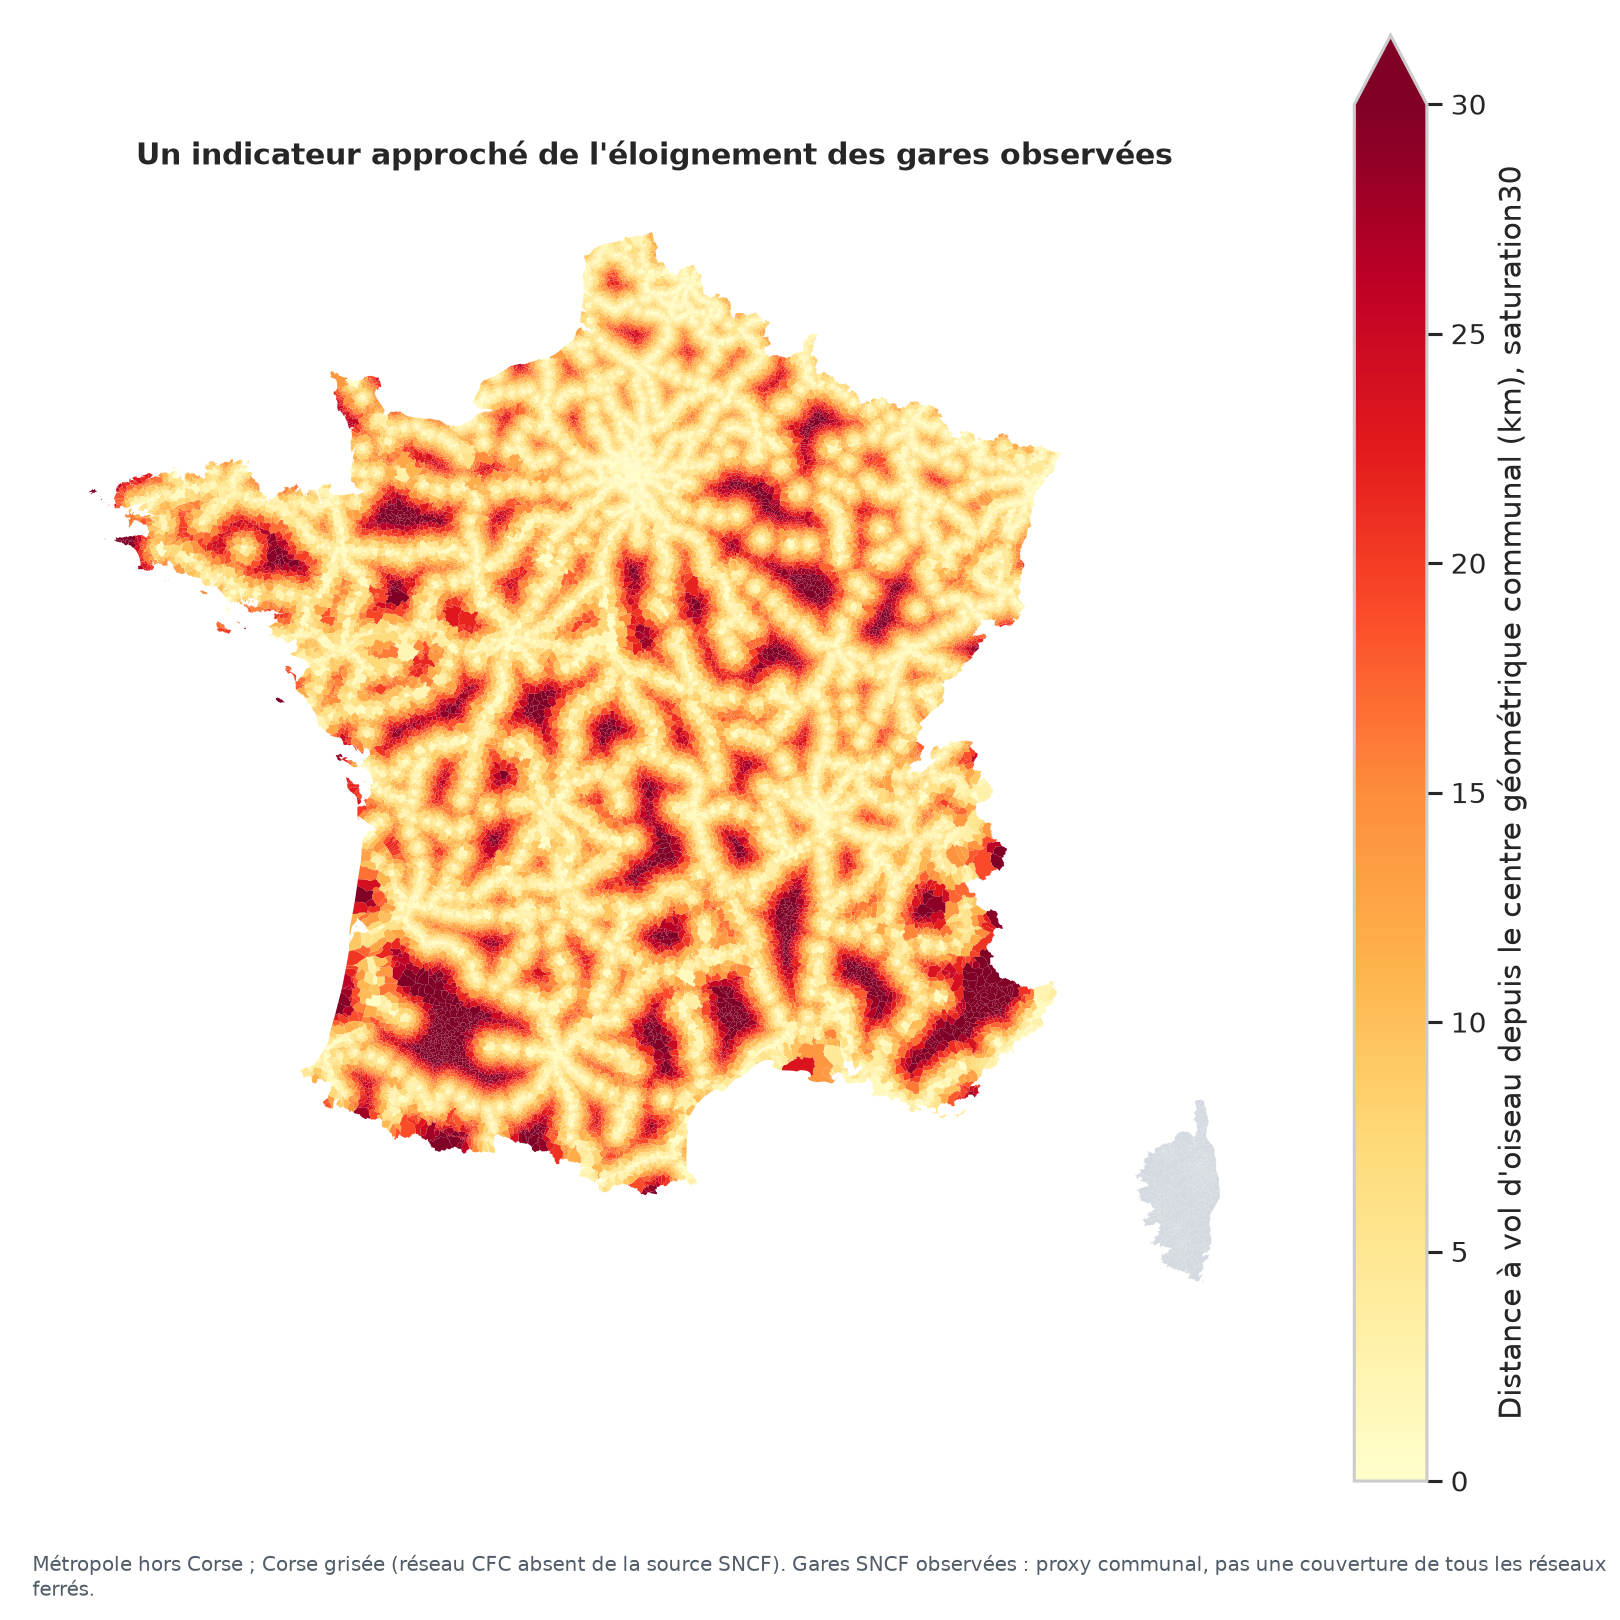 Un indicateur approché de l'éloignement des gares observées
30
25
20
15
10
5
0
Distance à vol d'oiseau depuis le centre géométrique communal (km), saturation30
Métropole hors Corse ; Corse grisée (réseau CFC absent de la source SNCF). Gares SNCF observées : proxy communal, pas une couverture de tous les réseaux
ferrés.